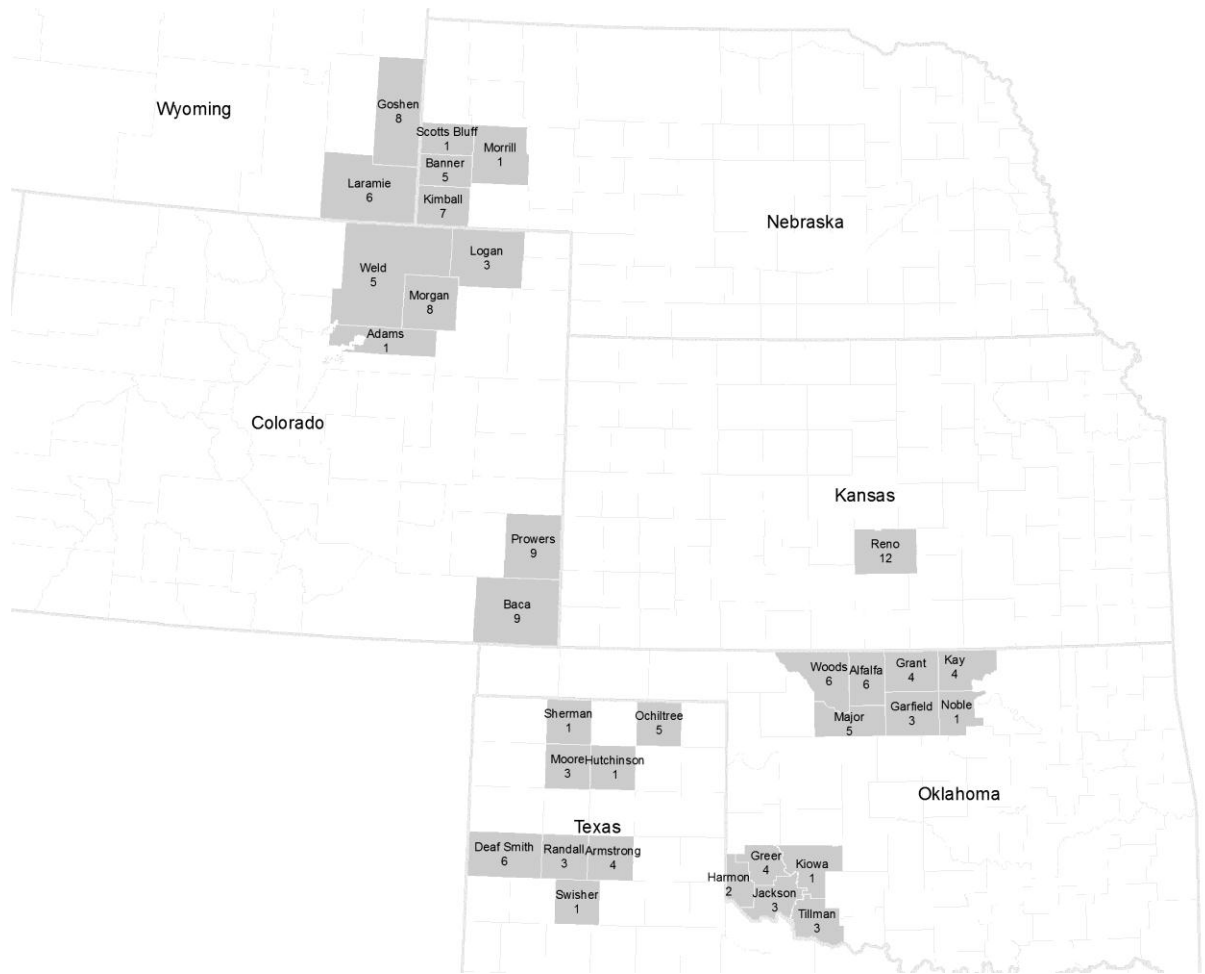 Wyoming
Goshen
8
Scotts Bluff
1
Morrill
1
Banner
5
Laramie
6
Kimball
7
Nebraska
Logan
3
Weld
5
Morgan
8
Adams
1
Colorado
Kansas
Prowers
9
Reno
12
Baca
9
Woods
6
Alfalfa
6
Grant
4
Kay
4
Major
5
Garfield
3
Noble
1
Sherman
1
Ochiltree
5
Moore
3
Hutchinson
1
Oklahoma
Texas
Deaf Smith
6
Randall
3
Armstrong
4
Swisher
1
Greer
4
Kiowa
1
Harmon
2
Jackson
3
Tillman
3